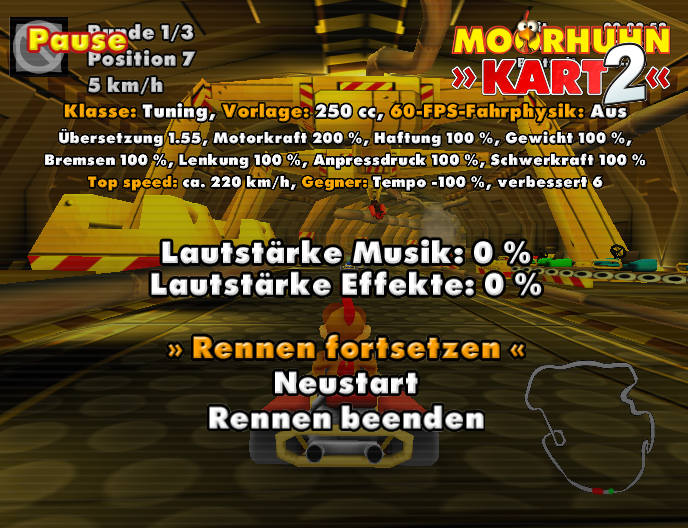 Pause
Runde 1/3
Position 7
5 km/h
MOORHUHN
» KART2 «
Klasse: Tuning, Vorlage: 250 cc, 60-FPS-Fahrphysik: Aus
Übersetzung 1.55, Motorkraft 200 %, Haftung 100 %, Gewicht 100 %,
Bremsen 100 %, Lenkung 100 %, Anpressdruck 100 %, Schwerkraft 100 %
Top speed: ca. 220 km/h, Gegner: Tempo -100 %, verbessert 6
Lautstärke Musik: 0 %
Lautstärke Effekte: 0 %
» Rennen fortsetzen «
Neustart
Rennen beenden